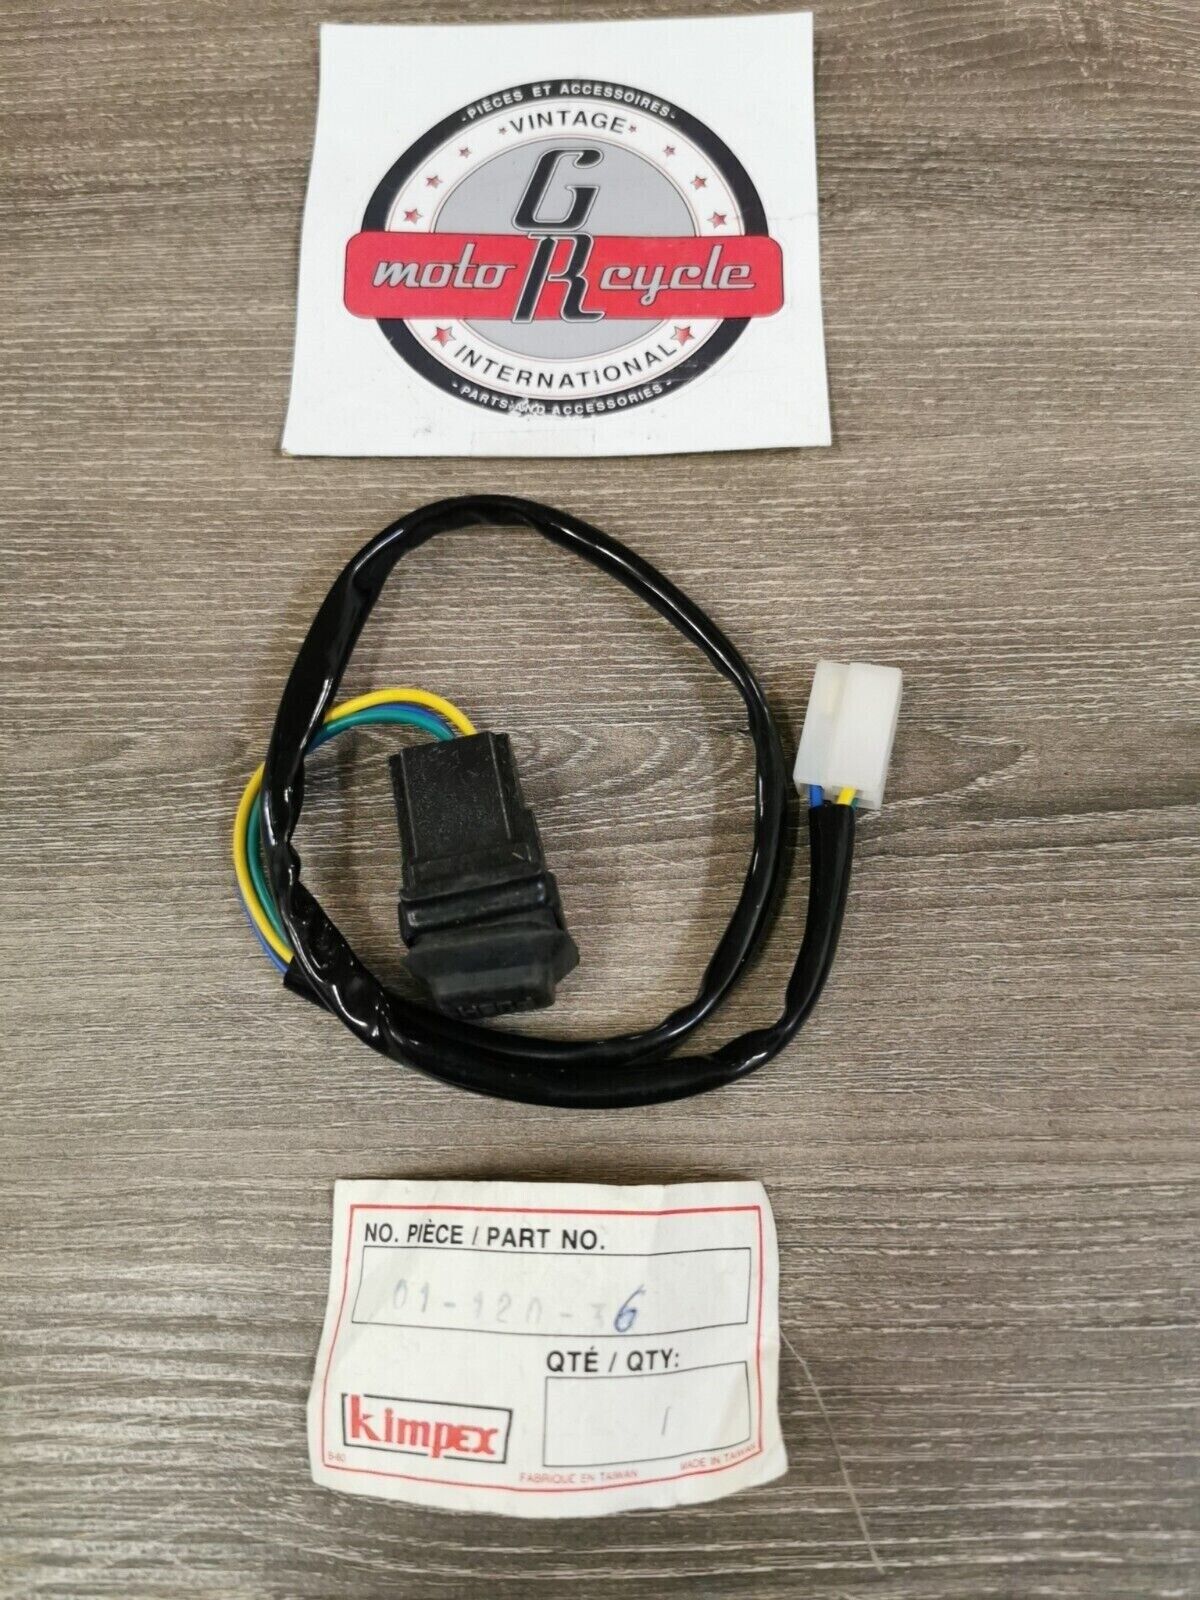 -PIÈCES ET ACCESSOIRES-
VINTAGE
GR
moto cycle
INTERNATIONAL
-PARTS AND ACCESSORIES-
NO. PIÈCE / PART NO.
01-120-36
QTÉ / QTY:
1
kimpex
FABRIQUÉ EN TAIWAN
MADE IN TAIWAN